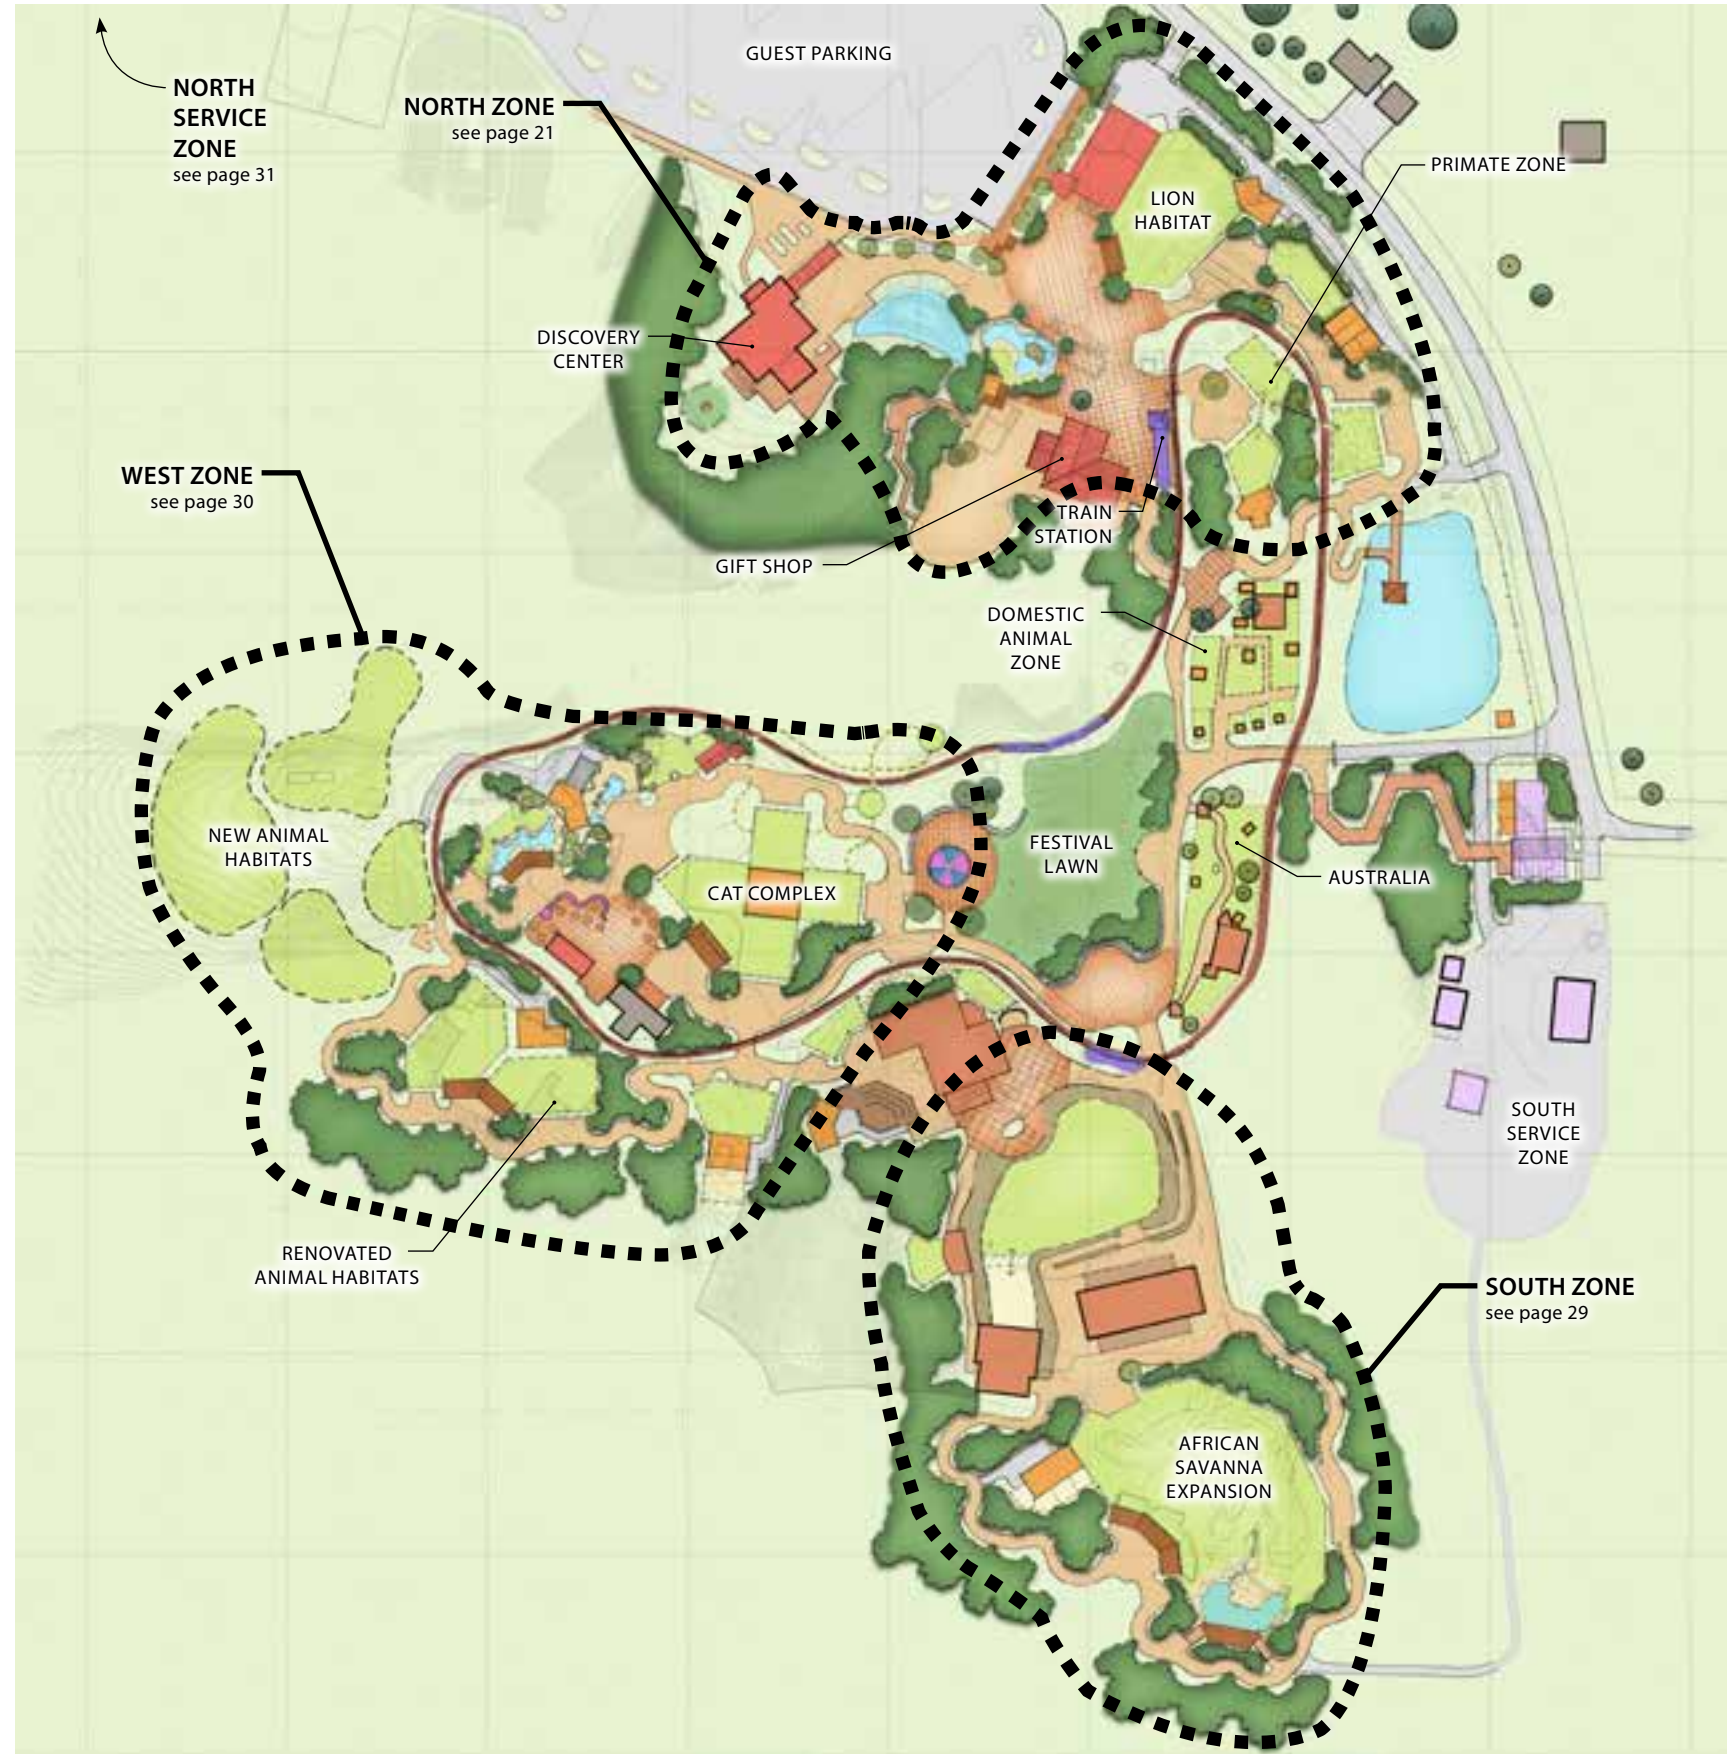 GUEST PARKING
NORTH
SERVICE
ZONE
see page 31
NORTH ZONE
see page 21
PRIMATE ZONE
LION
HABITAT
DISCOVERY
CENTER
WEST ZONE
see page 30
TRAIN
STATION
GIFT SHOP
DOMESTIC
ANIMAL
ZONE
NEW ANIMAL
HABITATS
FESTIVAL
LAWN
CAT COMPLEX
AUSTRALIA
SOUTH
SERVICE
ZONE
RENOVATED
ANIMAL HABITATS
SOUTH ZONE
see page 29
AFRICAN
SAVANNA
EXPANSION